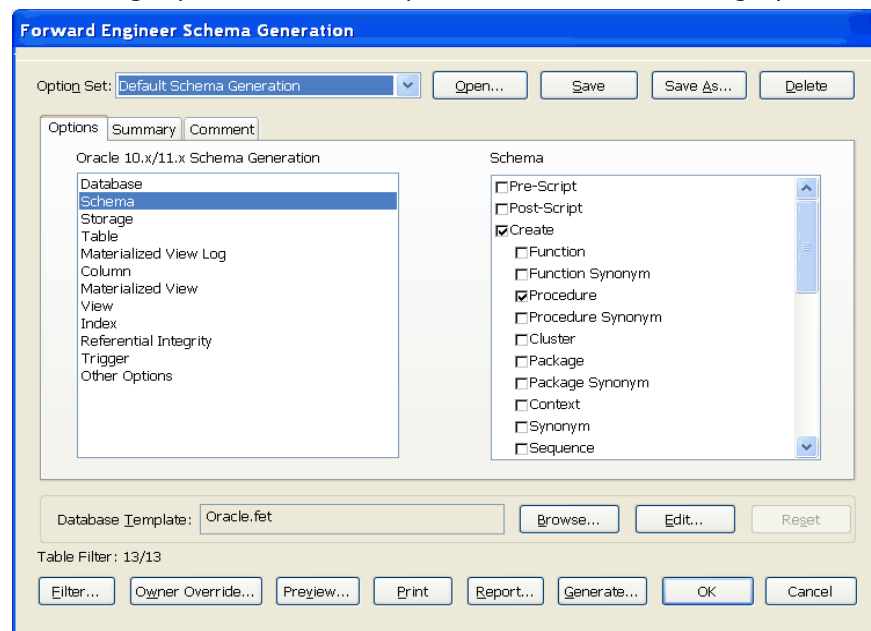 Forward Engineer Schema Generation
Option Set: Default Schema Generation Open... Save Save As... Delete
Options Summary Comment
Oracle 10.x/11.x Schema Generation
Database
Schema
Storage
Table
Materialized View Log
Column
Materialized View
View
Index
Referential Integrity
Trigger
Other Options
Schema
Pre-Script
Post-Script
Create
Function
Function Synonym
Procedure
Procedure Synonym
Cluster
Package
Package Synonym
Context
Synonym
Sequence
Database Template: Oracle.fet Browse... Edit... Reset
Table Filter: 13/13
Filter... Owner Override... Preview... Print Report... Generate... OK Cancel